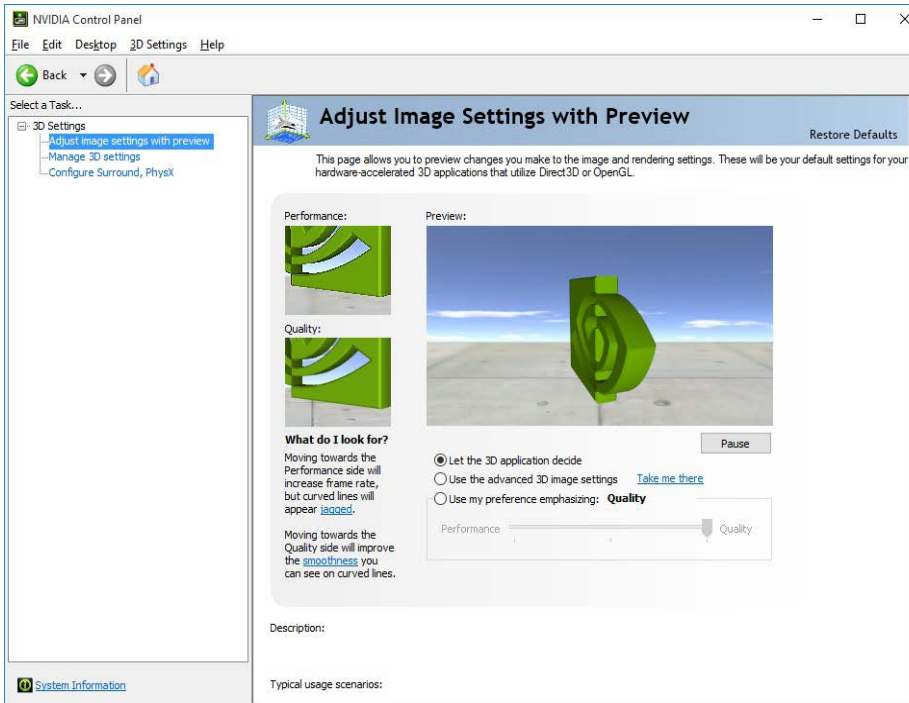 NVIDIA Control Panel
File Edit Desktop 3D Settings Help
Back
Select a Task...
3D Settings
Adjust image settings with preview
Manage 3D settings
Configure Surround, PhysX
System Information
Adjust Image Settings with Preview
Restore Defaults
This page allows you to preview changes you make to the image and rendering settings. These will be your default settings for your
hardware-accelerated 3D applications that utilize Direct3D or OpenGL.
Performance:
Quality:
What do I look for?
Moving towards the
Performance side will
increase frame rate,
but curved lines will
appear jagged.
Moving towards the
Quality side will improve
the smoothness you
can see on curved lines.
Preview:
Pause
Let the 3D application decide
Use the advanced 3D image settings Take me there
Use my preference emphasizing: Quality
Performance Quality
Description:
Typical usage scenarios: